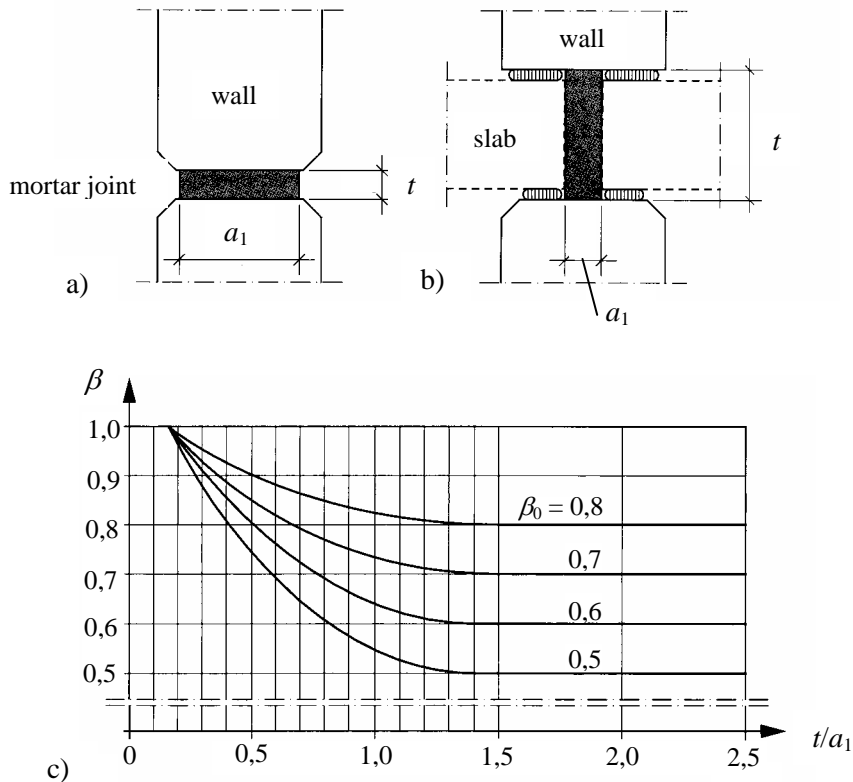 wall
mortar joint
t
a1
a)
wall
slab
t
a1
b)
β
1,0
0,9
0,8
0,7
0,6
0,5
β0 = 0,8
0,7
0,6
0,5
0
0,5
1,0
1,5
2,0
2,5
t/a1
c)